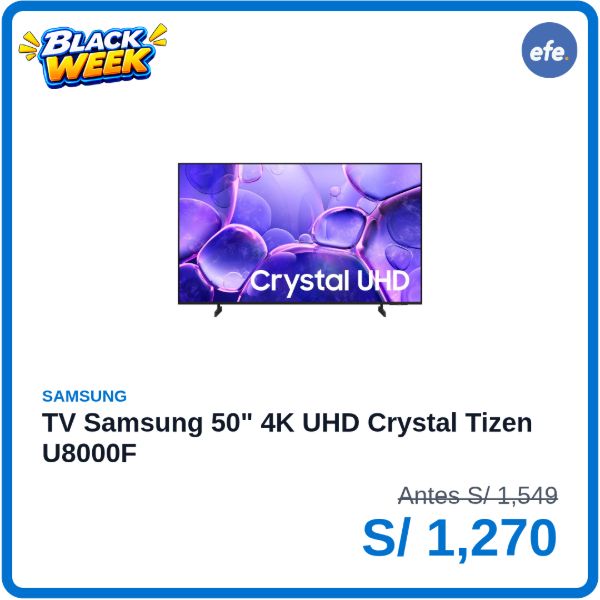 BLACK
WEEK
efe.
Crystal UHD
SAMSUNG
TV Samsung 50" 4K UHD Crystal Tizen
U8000F
Antes S/ 1,549
S/ 1,270